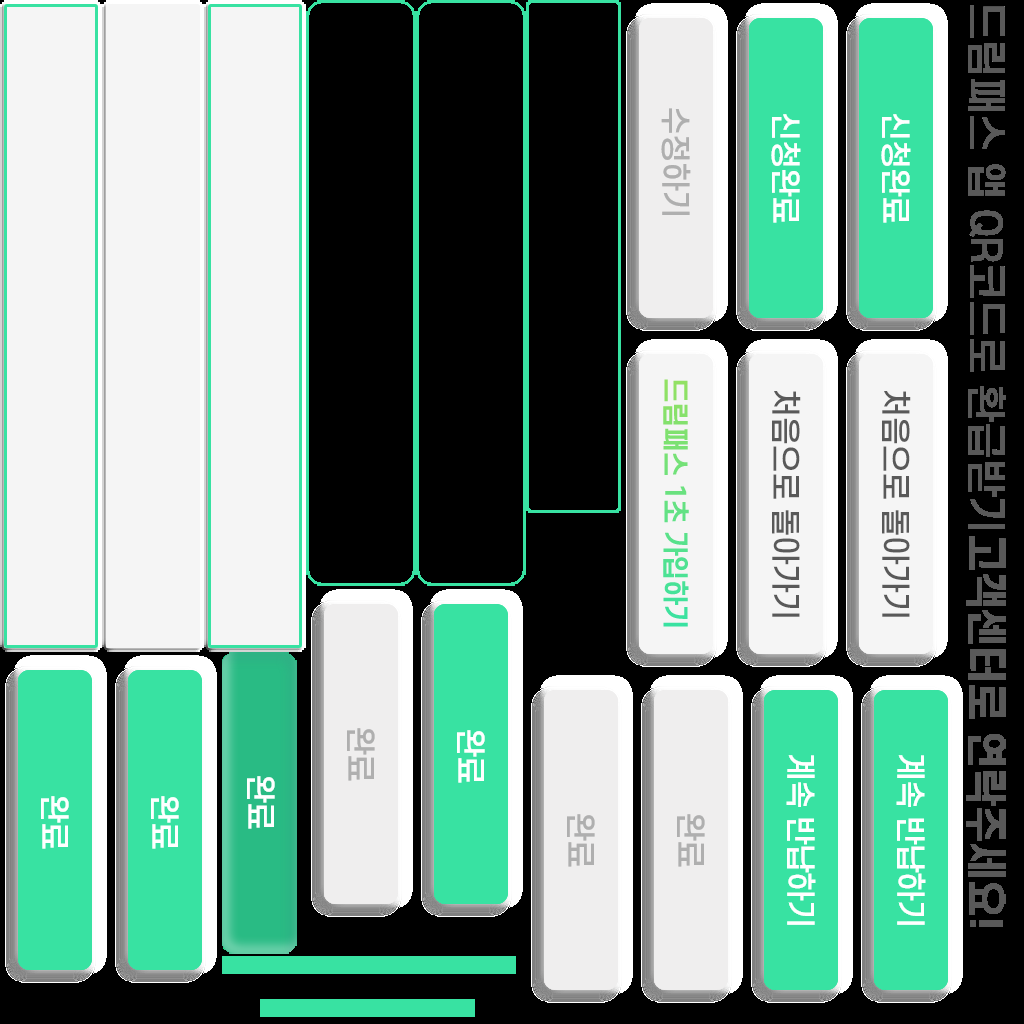 수정하기
신청완료
신청완료
드림패스 앱 QR코드로 환급받기
드림패스 1초 가입하기
처음으로 돌아가기
처음으로 돌아가기
고객센터로 연락주세요!
완료
완료
완료
완료
완료
완료
완료
계속 반납하기
계속 반납하기